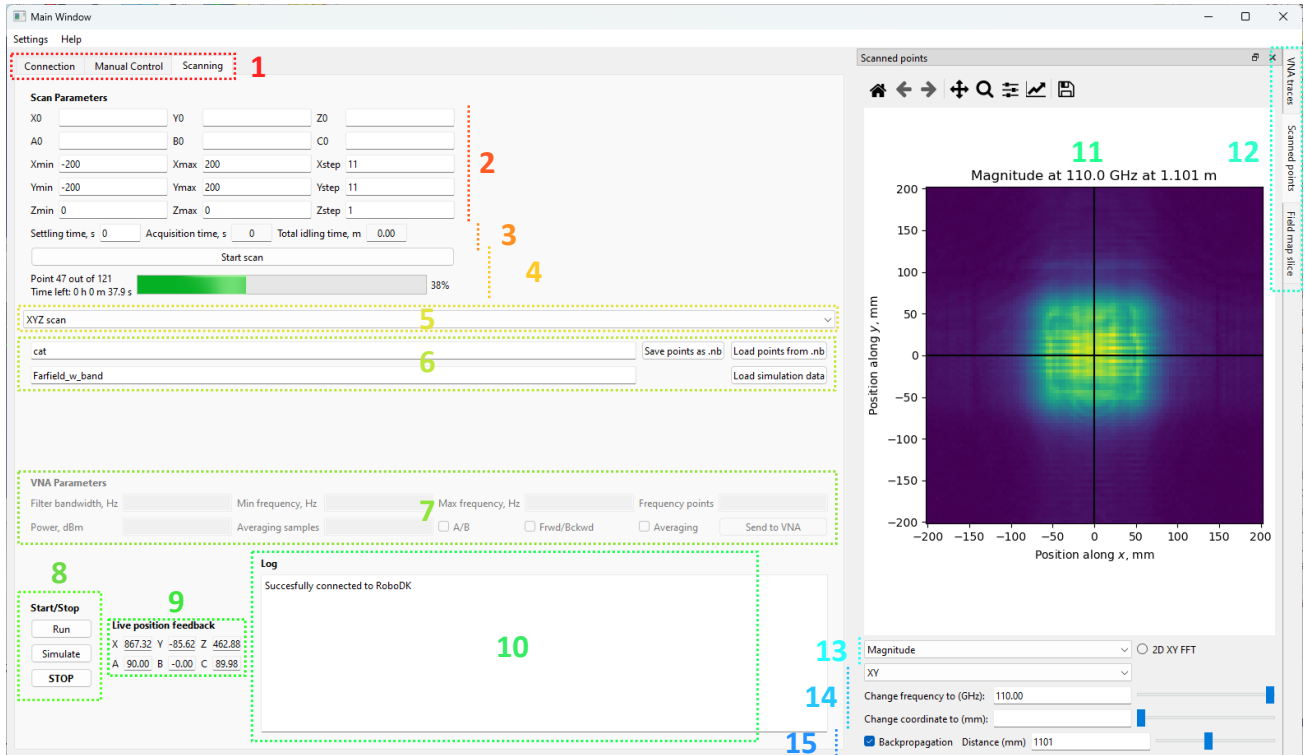 Main Window
Settings Help
Connection Manual Control Scanning 1
Scan Parameters
X0 Y0 Z0
A0 B0 C0
Xmin -200 Xmax 200 Xstep 11
2
Ymin -200 Ymax 200 Ystep 11
Zmin 0 Zmax 0 Zstep 1
Settling time, s 0 Acquisition time, s 0 Total idling time, m 0.00 3
Start scan
4
Point 47 out of 121
Time left: 0 h 0 m 37.9 s
38%
XYZ scan 5
cat Save points as .nb Load points from .nb
6
Farfield_w_band Load simulation data
VNA Parameters
Filter bandwidth, Hz Min frequency, Hz Max frequency, Hz Frequency points
7
Power, dBm Averaging samples A/B Frwd/Bckwd Averaging Send to VNA
8
Start/Stop
Run
Simulate
STOP
9
Live position feedback
X 867.32 Y -85.62 Z 462.88
A 90.00 B -0.00 C 89.98
Log
Succesfully connected to RoboDK
10
Scanned points
VNA traces
Scanned points
Field map slice
11
12
Magnitude at 110.0 GHz at 1.101 m
200
150
100
50
0
−50
−100
−150
−200
Position along y, mm
−200 −150 −100 −50 0 50 100 150 200
Position along x, mm
13 Magnitude 2D XY FFT
XY
14
Change frequency to (GHz): 110.00
Change coordinate to (mm):
15 Backpropagation Distance (mm) 1101